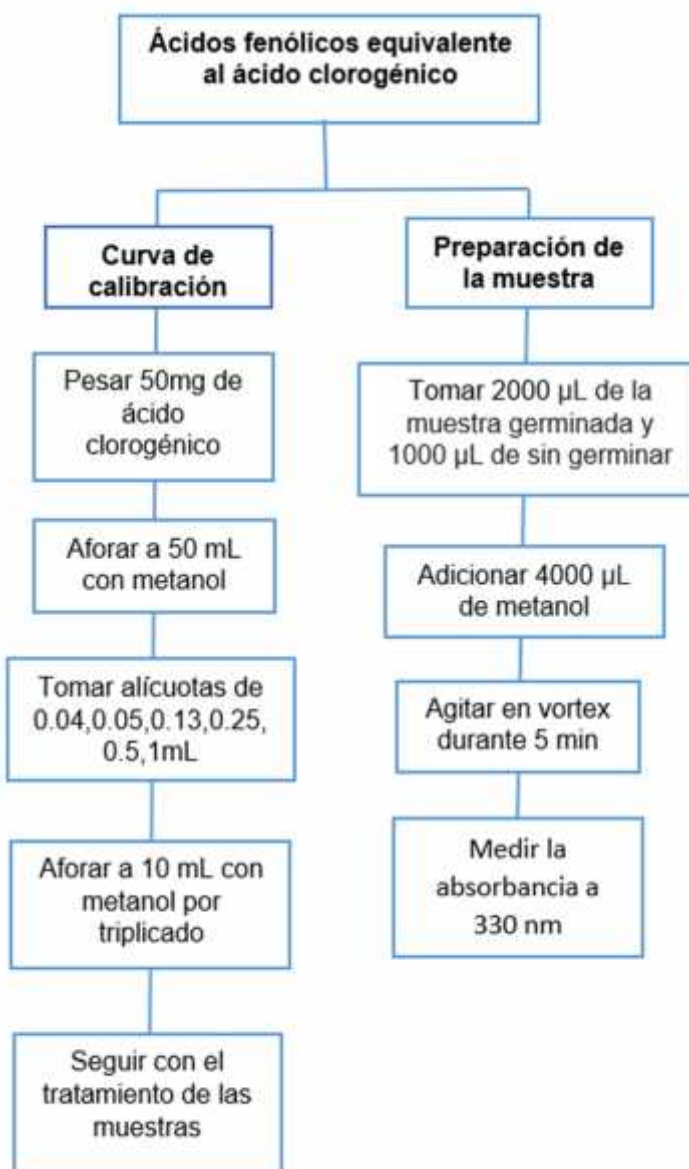 Ácidos fenólicos equivalente
al ácido clorogénico
Curva de
calibración
Pesar 50mg de
ácido
clorogénico
Aforar a 50 mL
con metanol
Tomar alícuotas de
0.04,0.05,0.13,0.25,
0.5,1mL
Aforar a 10 mL con
metanol por
triplicado
Seguir con el
tratamiento de las
muestras
Preparación de
la muestra
Tomar 2000 µL de la
muestra germinada y
1000 µL de sin germinar
Adicionar 4000 µL
de metanol
Agitar en vortex
durante 5 min
Medir la
absorbancia a
330 nm